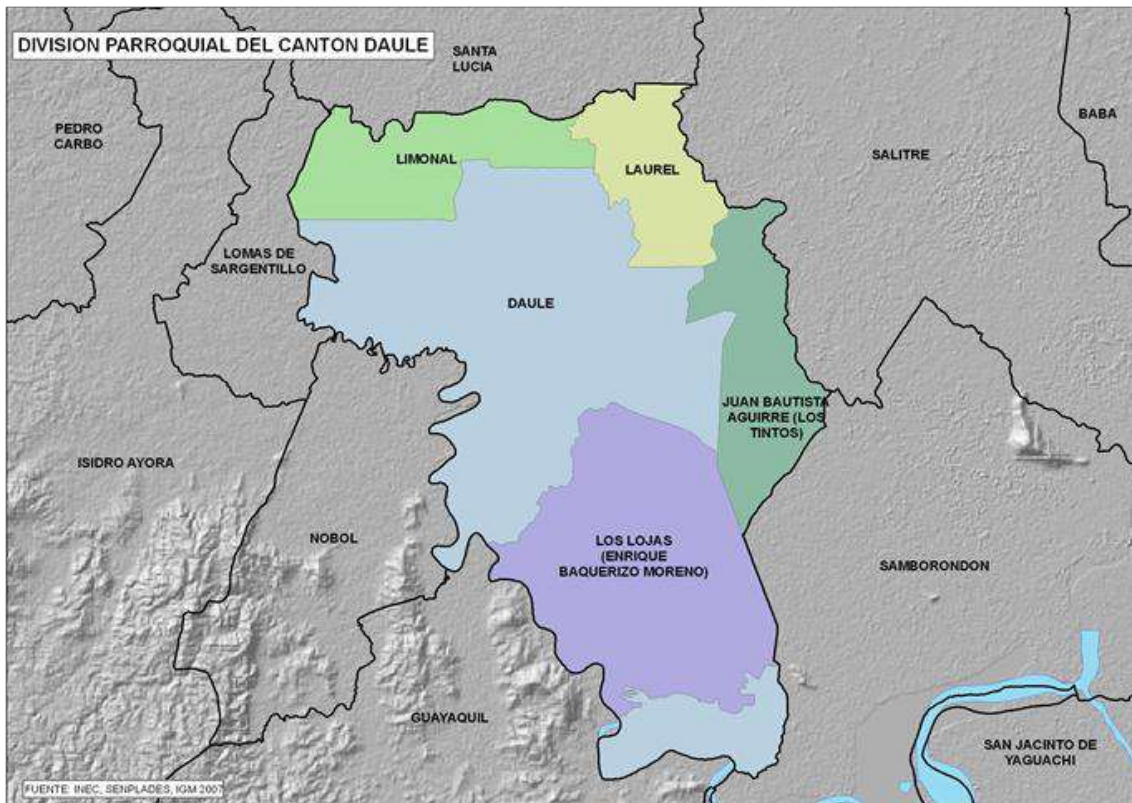 DIVISION PARROQUIAL DEL CANTON DAULE
SANTA
LUCIA
PEDRO
CARBO
BABA
LIMONAL
LAUREL
SALITRE
LOMAS DE
SARGENTILLO
DAULE
JUAN BAUTISTA
AGUIRRE (LOS
TINTOS)
ISIDRO AYORA
NOBOL
LOS LOJAS
(ENRIQUE
BAQUERIZO MORENO)
SAMBORONDON
GUAYAQUIL
SAN JACINTO DE
YAGUACHI
FUENTE: INEC, SENPLADES, IGM 2007